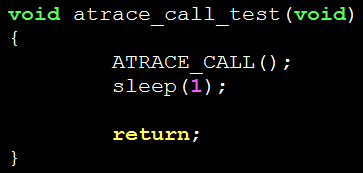 void atrace_call_test(void)
{
        ATRACE_CALL();
        sleep(1);

        return;
}